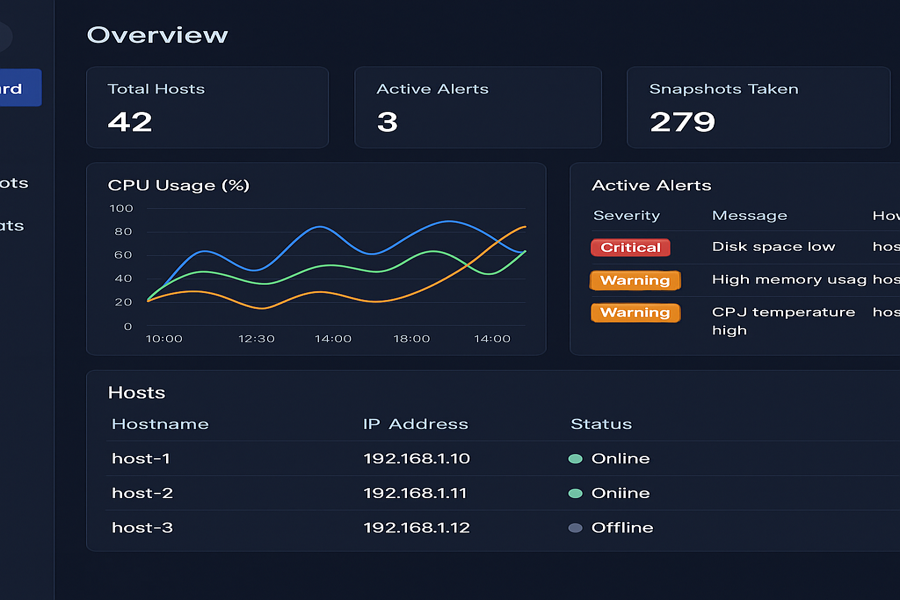 Overview
rd
ots
ats
Total Hosts
42
Active Alerts
3
Snapshots Taken
279
CPU Usage (%)
100
80
60
40
20
0
10:00 12:30 14:00 18:00 14:00
Active Alerts
Severity Message How
Critical Disk space low hos
Warning High memory usag hos
Warning CPJ temperature hos
high
Hosts
Hostname IP Address Status
host-1 192.168.1.10 Online
host-2 192.168.1.11 Oniine
host-3 192.168.1.12 Offline